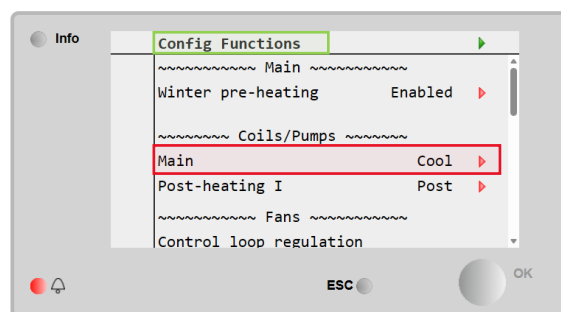 Info
Config Functions
~~~~~~~~~~~ Main ~~~~~~~~~~~
Winter pre-heating Enabled
~~~~~~~~ Coils/Pumps ~~~~~~~
Main Cool
Post-heating I Post
~~~~~~~~~~~ Fans ~~~~~~~~~~~
Control loop regulation
ESC
OK